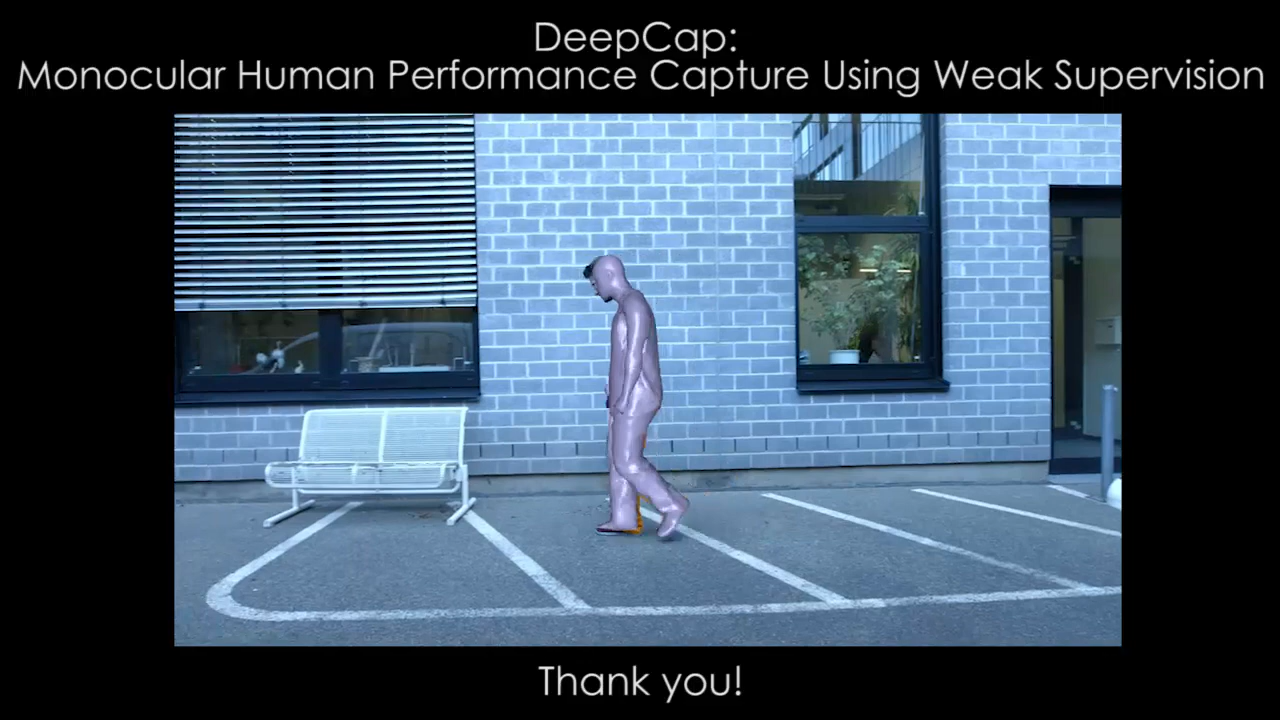 DeepCap:
Monocular Human Performance Capture Using Weak Supervision
Thank you!